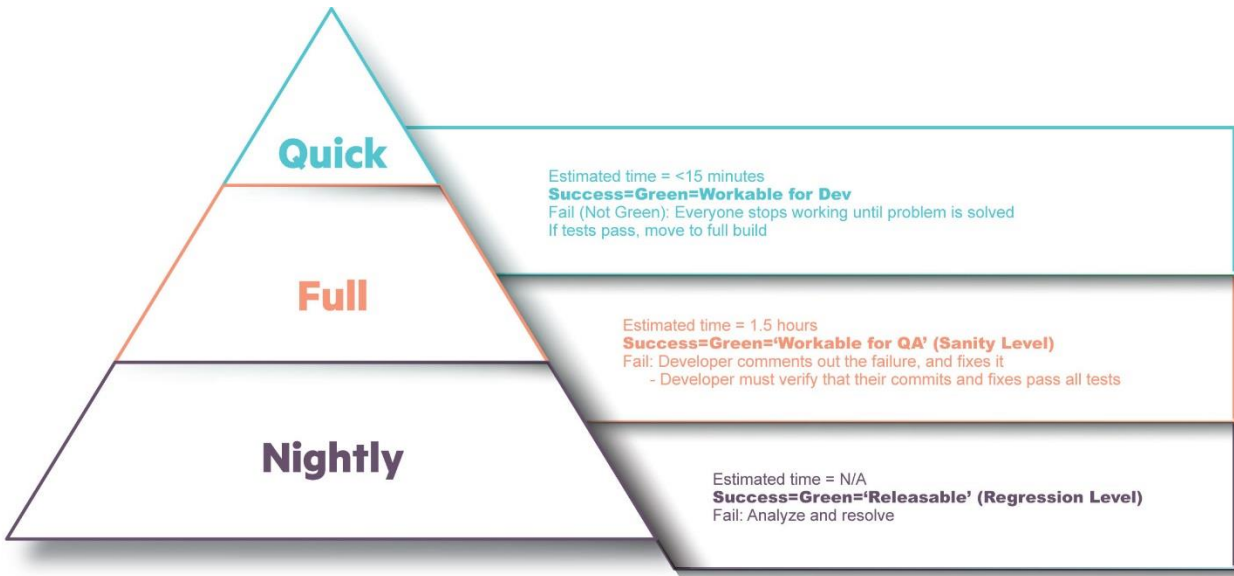 Quick
Estimated time = <15 minutes
Success=Green=Workable for Dev
Fail (Not Green): Everyone stops working until problem is solved
If tests pass, move to full build
Full
Estimated time = 1.5 hours
Success=Green=‘Workable for QA’ (Sanity Level)
Fail: Developer comments out the failure, and fixes it
- Developer must verify that their commits and fixes pass all tests
Nightly
Estimated time = N/A
Success=Green=‘Releasable’ (Regression Level)
Fail: Analyze and resolve